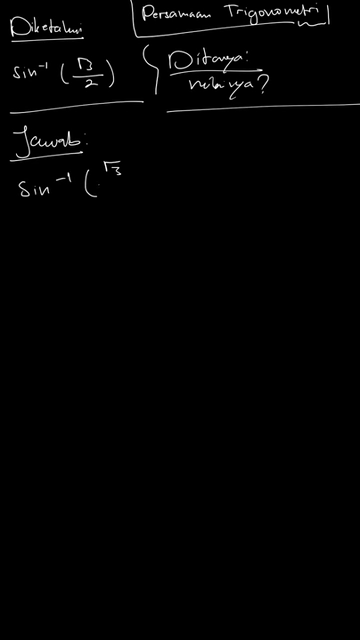 Persamaan Trigonometri
Diketahui:
sin⁻¹ (√3/2)
Ditanya:
nilainya?
Jawab:
sin⁻¹ (√3